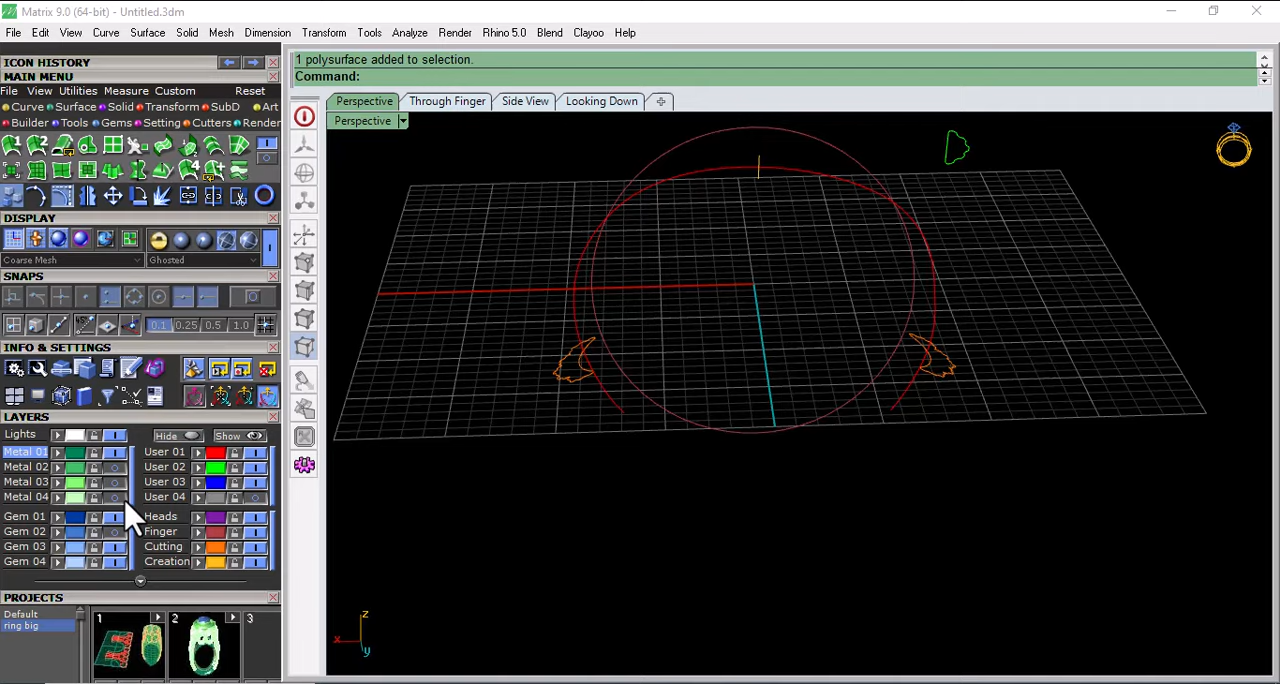 Matrix 9.0 (64-bit) - Untitled.3dm
File Edit View Curve Surface Solid Mesh Dimension Transform Tools Analyze Render Rhino 5.0 Blend Clayoo Help
ICON HISTORY
MAIN MENU
File View Utilities Measure Custom Reset
Curve Surface Solid Transform SubD Art
Builder Tools Gems Setting Cutters Render
1 polysurface added to selection.
Command:
Perspective Through Finger Side View Looking Down
Perspective
DISPLAY
Coarse Mesh Ghosted
SNAPS
0.1 0.25 0.5 1.0
INFO & SETTINGS
LAYERS
Lights Hide Show
Metal 01 User 01
Metal 02 User 02
Metal 03 User 03
Metal 04 User 04
Gem 01 Heads
Gem 02 Finger
Gem 03 Cutting
Gem 04 Creation
PROJECTS
Default
ring big
1 2 3
z
x
y